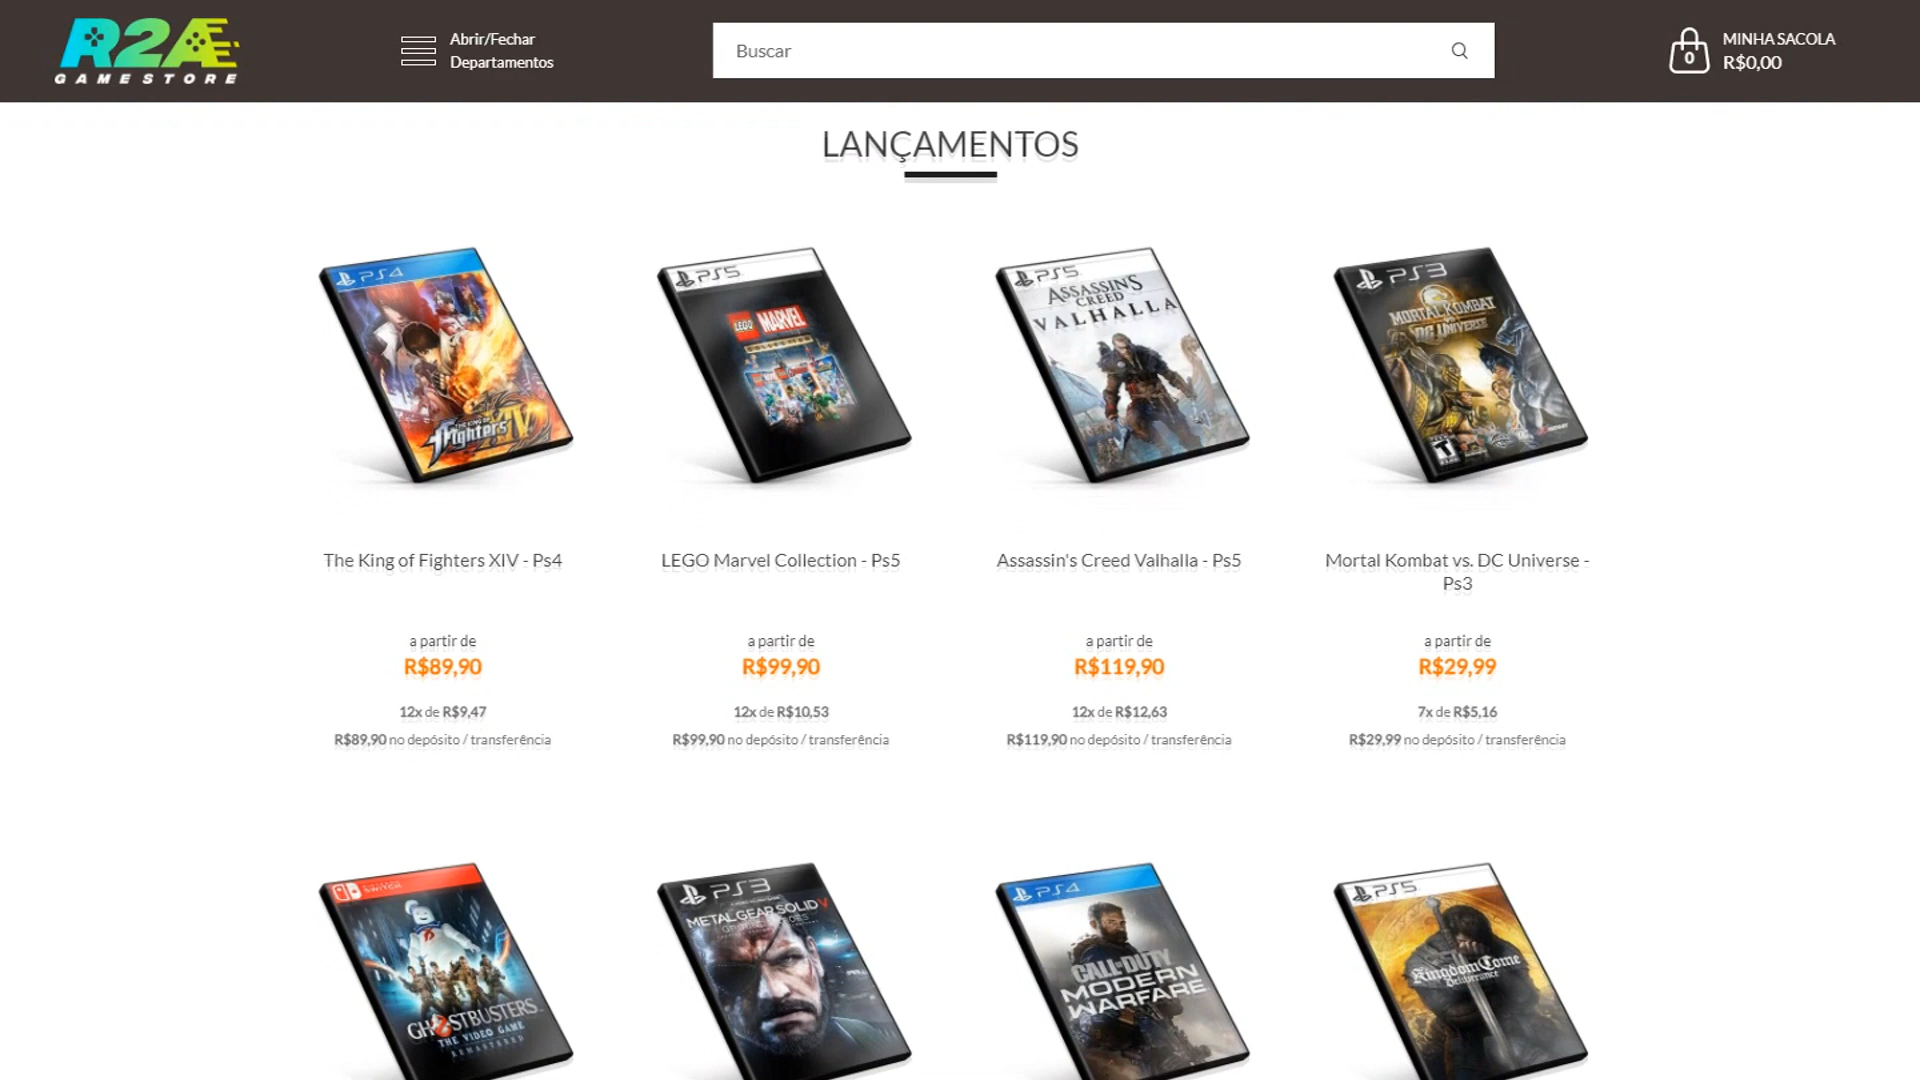 R2A
GAMESTORE
Abrir/Fechar
Departamentos
Buscar
0
MINHA SACOLA
R$0,00
LANÇAMENTOS
PS4
THE KING OF
Fighters XIV
PS5
LEGO MARVEL
COLLECTION
PS5
ASSASSIN'S
CREED
VALHALLA
PS3
MORTAL KOMBAT
VS.
DC UNIVERSE
T
The King of Fighters XIV - Ps4
LEGO Marvel Collection - Ps5
Assassin's Creed Valhalla - Ps5
Mortal Kombat vs. DC Universe -
Ps3
a partir de
R$89,90
a partir de
R$99,90
a partir de
R$119,90
a partir de
R$29,99
12x de R$9,47
12x de R$10,53
12x de R$12,63
7x de R$5,16
R$89,90 no depósito / transferência
R$99,90 no depósito / transferência
R$119,90 no depósito / transferência
R$29,99 no depósito / transferência
SWITCH
GHOSTBUSTERS
THE VIDEO GAME
REMASTERED
PS3
METAL GEAR SOLID V
PS4
CALL OF DUTY
MODERN
WARFARE
PS5
Kingdom Come
Deliverance